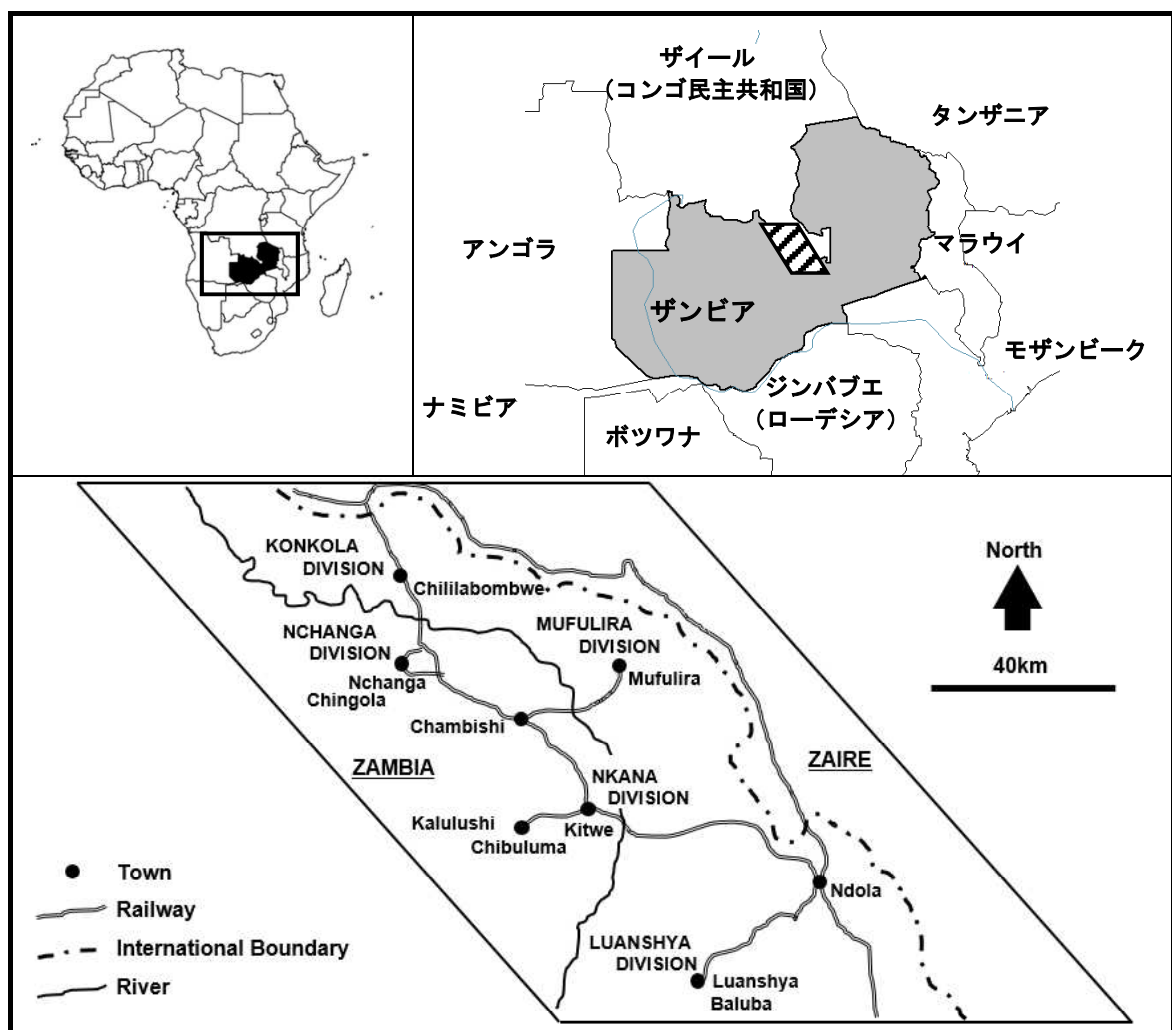 ザイール
（コンゴ民主共和国）
タンザニア
アンゴラ
マラウイ
ザンビア
モザンビーク
ナミビア
ジンバブエ
（ローデシア）
ボツワナ
KONKOLA
DIVISION
Chililabombwe
NCHANGA
DIVISION
Nchanga
Chingola
MUFULIRA
DIVISION
Mufulira
Chambishi
ZAMBIA
ZAIRE
NKANA
DIVISION
Kalulushi
Chibuluma
Kitwe
Ndola
LUANSHYA
DIVISION
Luanshya
Baluba
North
40km
Town
Railway
International Boundary
River